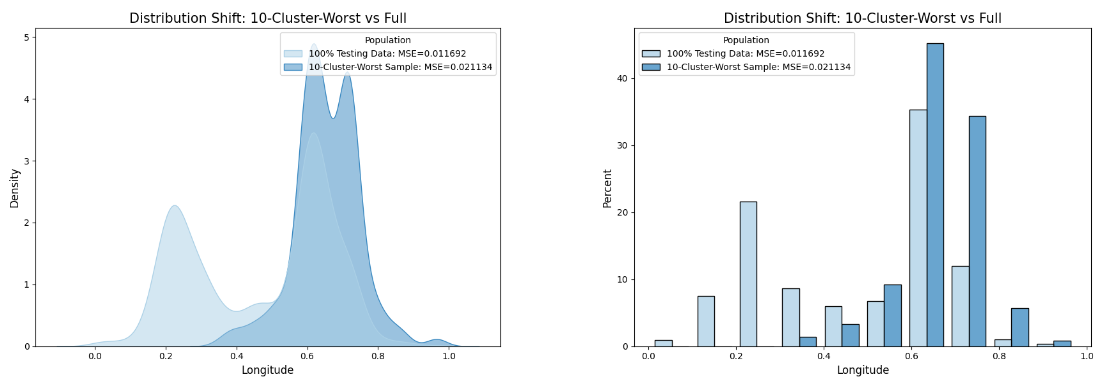 Distribution Shift: 10-Cluster-Worst vs Full
Population
100% Testing Data: MSE=0.011692
10-Cluster-Worst Sample: MSE=0.021134
5
4
3
2
1
0
Density
0.0 0.2 0.4 0.6 0.8 1.0
Longitude
Distribution Shift: 10-Cluster-Worst vs Full
Population
100% Testing Data: MSE=0.011692
10-Cluster-Worst Sample: MSE=0.021134
40
30
20
10
0
Percent
0.0 0.2 0.4 0.6 0.8 1.0
Longitude